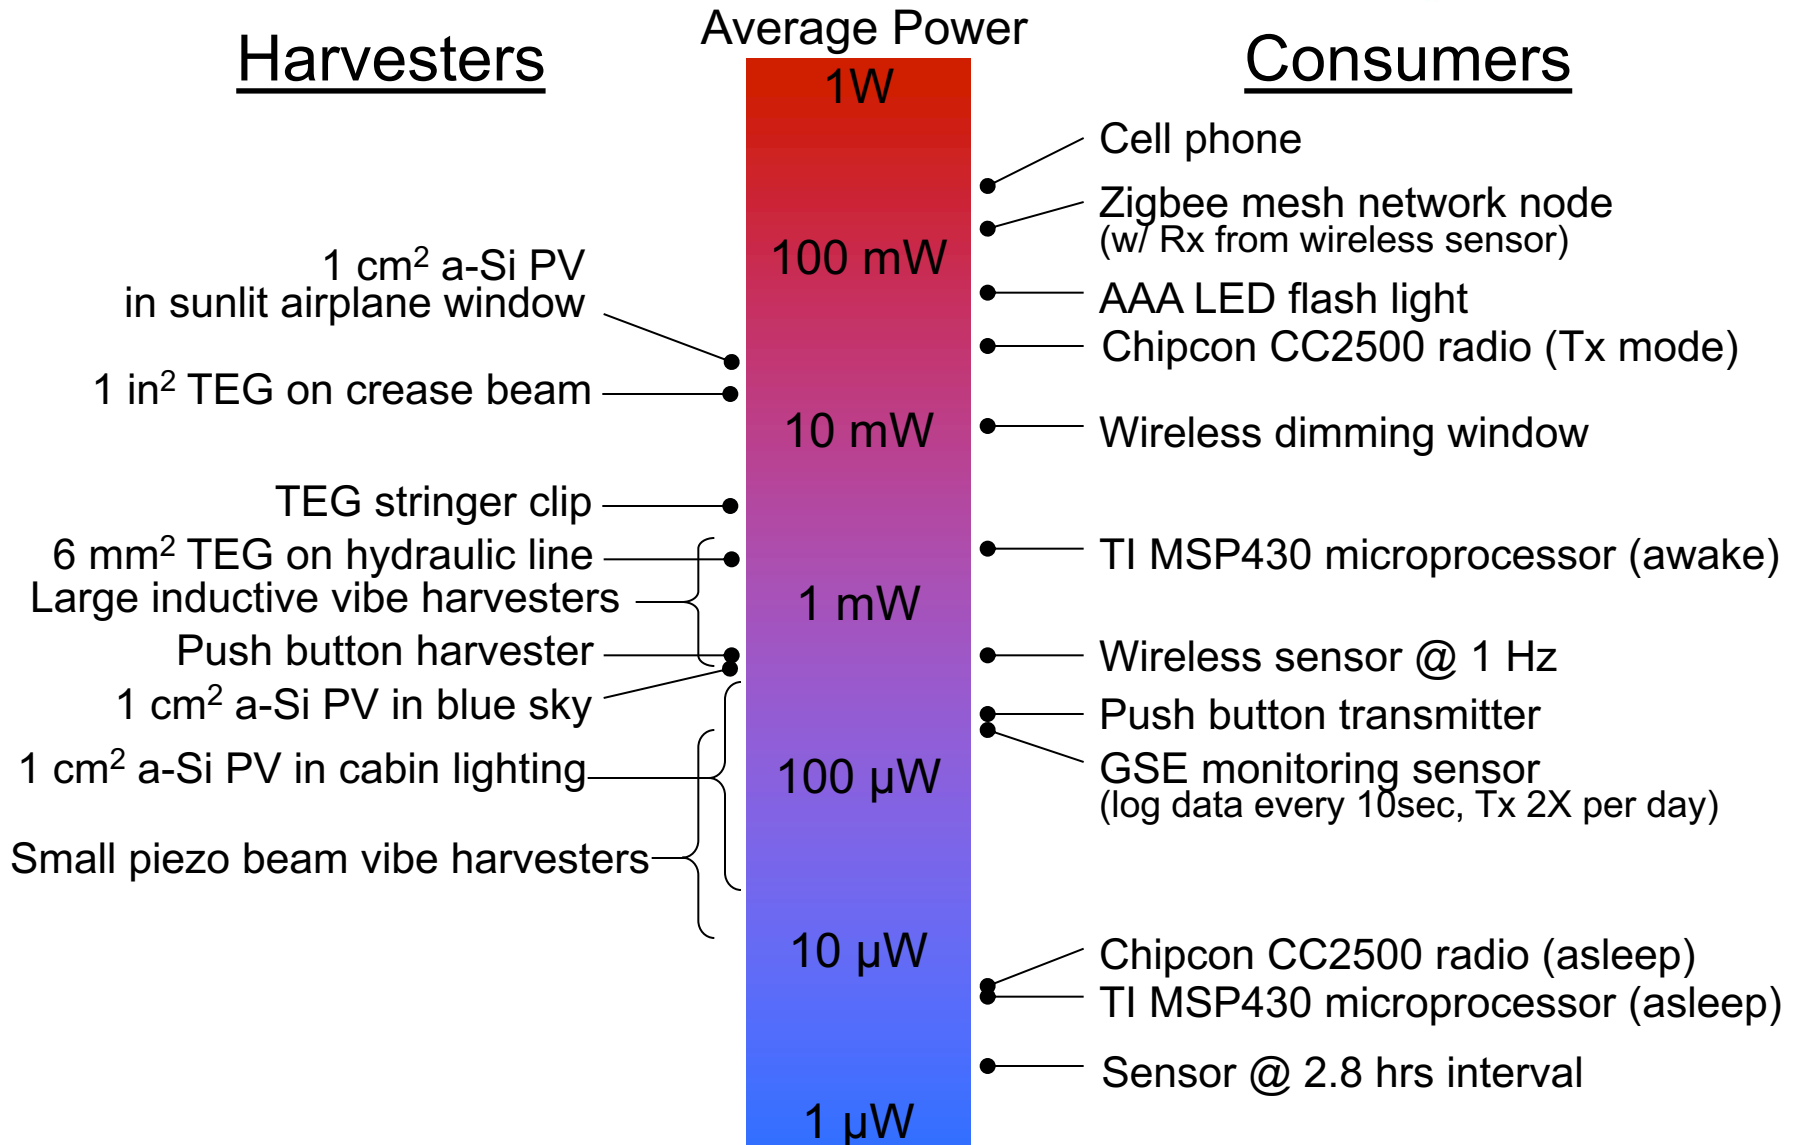 Average Power
Harvesters
Consumers
1W
100 mW
10 mW
1 mW
100 µW
10 µW
1 µW
1 cm² a-Si PV
in sunlit airplane window
1 in² TEG on crease beam
TEG stringer clip
6 mm² TEG on hydraulic line
Large inductive vibe harvesters
Push button harvester
1 cm² a-Si PV in blue sky
1 cm² a-Si PV in cabin lighting
Small piezo beam vibe harvesters
Cell phone
Zigbee mesh network node
(w/ Rx from wireless sensor)
AAA LED flash light
Chipcon CC2500 radio (Tx mode)
Wireless dimming window
TI MSP430 microprocessor (awake)
Wireless sensor @ 1 Hz
Push button transmitter
GSE monitoring sensor
(log data every 10sec, Tx 2X per day)
Chipcon CC2500 radio (asleep)
TI MSP430 microprocessor (asleep)
Sensor @ 2.8 hrs interval